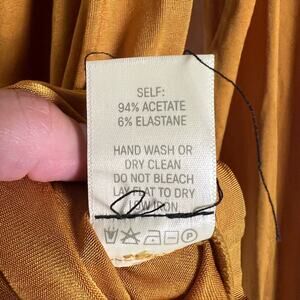 SELF:
94% ACETATE
6% ELASTANE
HAND WASH OR
DRY CLEAN
DO NOT BLEACH
LAY FLAT TO DRY
LOW IRON
P